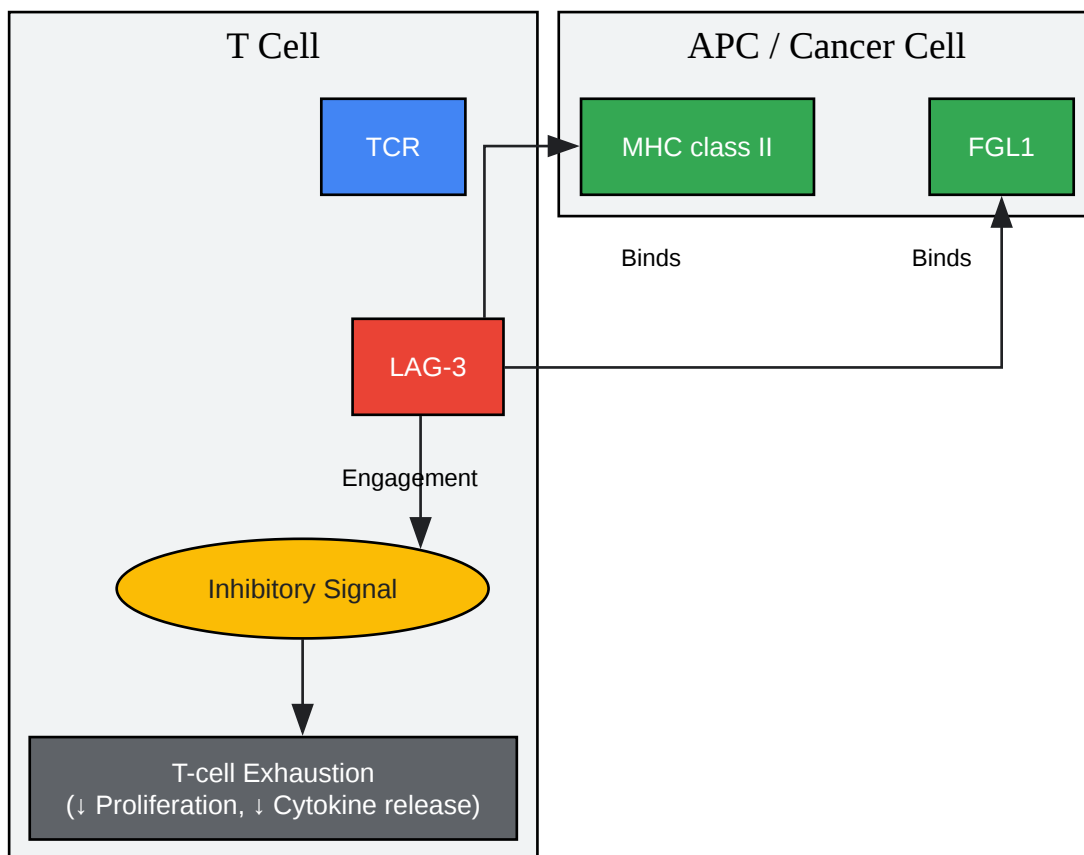 T Cell
APC / Cancer Cell
TCR
MHC class II
FGL1
Binds
Binds
LAG-3
Engagement
Inhibitory Signal
T-cell Exhaustion
(↓ Proliferation, ↓ Cytokine release)